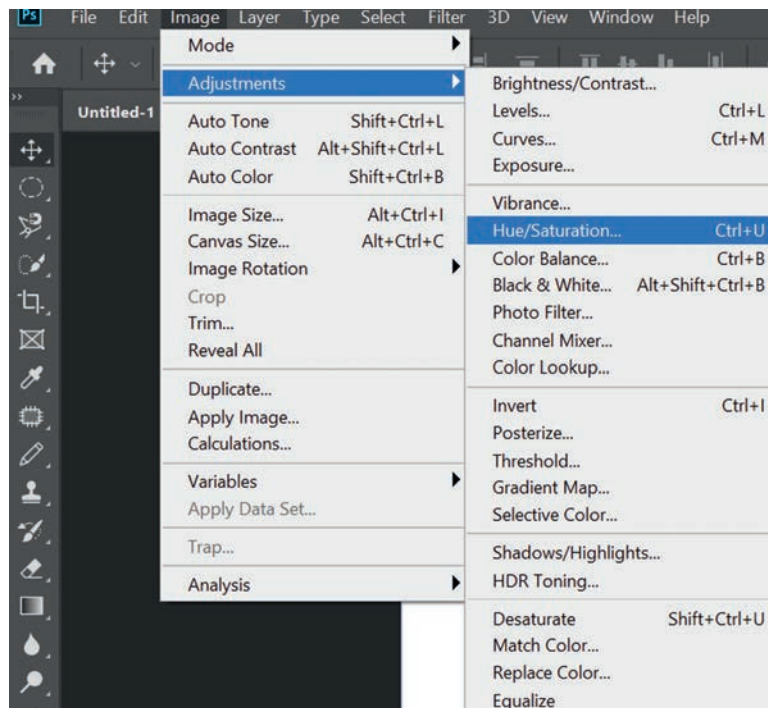 Ps File Edit Image Layer Type Select Filter 3D View Window Help
Untitled-1
Mode
Adjustments
Auto Tone Shift+Ctrl+L
Auto Contrast Alt+Shift+Ctrl+L
Auto Color Shift+Ctrl+B
Image Size... Alt+Ctrl+I
Canvas Size... Alt+Ctrl+C
Image Rotation
Crop
Trim...
Reveal All
Duplicate...
Apply Image...
Calculations...
Variables
Apply Data Set...
Trap...
Analysis
Brightness/Contrast...
Levels... Ctrl+L
Curves... Ctrl+M
Exposure...
Vibrance...
Hue/Saturation... Ctrl+U
Color Balance... Ctrl+B
Black & White... Alt+Shift+Ctrl+B
Photo Filter...
Channel Mixer...
Color Lookup...
Invert Ctrl+I
Posterize...
Threshold...
Gradient Map...
Selective Color...
Shadows/Highlights...
HDR Toning...
Desaturate Shift+Ctrl+U
Match Color...
Replace Color...
Equalize